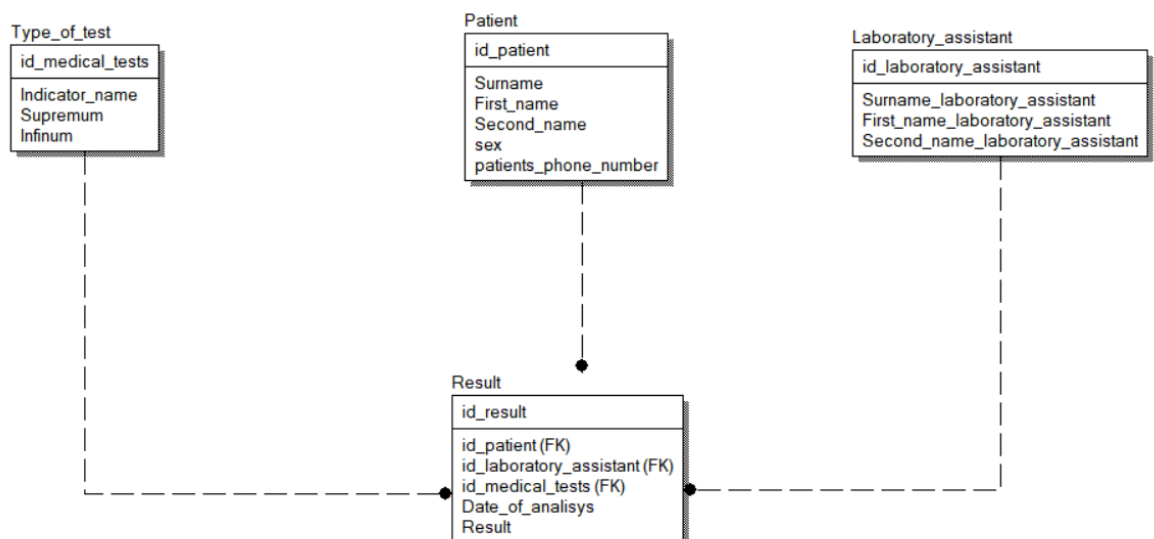 Type_of_test
id_medical_tests
Indicator_name
Supremum
Infinum
Patient
id_patient
Surname
First_name
Second_name
sex
patients_phone_number
Laboratory_assistant
id_laboratory_assistant
Surname_laboratory_assistant
First_name_laboratory_assistant
Second_name_laboratory_assistant
Result
id_result
id_patient (FK)
id_laboratory_assistant (FK)
id_medical_tests (FK)
Date_of_analisys
Result